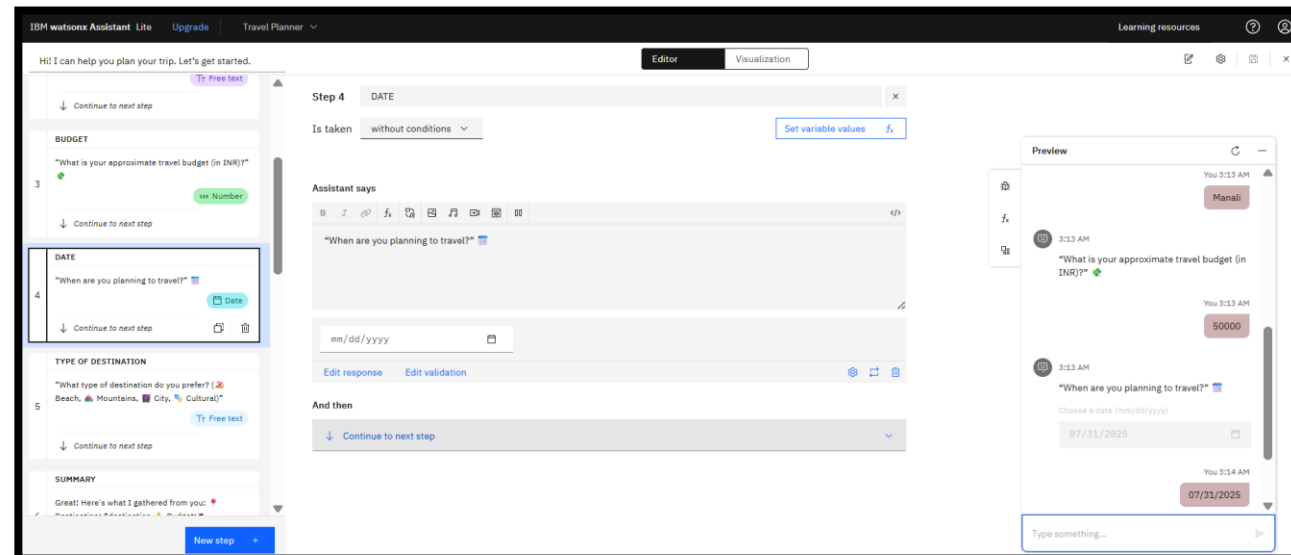 IBM watsonx Assistant Lite Upgrade Travel Planner Learning resources
Hi! I can help you plan your trip. Let's get started. Editor Visualization
Free text
Continue to next step
BUDGET
3
"What is your approximate travel budget (in INR)?" 💸
Number
Continue to next step
DATE
4
"When are you planning to travel?" 🗓️
Date
Continue to next step
TYPE OF DESTINATION
5
"What type of destination do you prefer? (🏖️
Beach, 🏔️ Mountains, 🌆 City, 🎭 Cultural)"
Free text
Continue to next step
SUMMARY
Great! Here's what I gathered from you: 📍
New step +
Step 4 DATE
Is taken without conditions Set variable values fx
Assistant says
B I fx </>
"When are you planning to travel?" 🗓️
mm/dd/yyyy
Edit response Edit validation
And then
Continue to next step
Preview
You 3:13 AM
Manali
3:13 AM
"What is your approximate travel budget (in
INR)?" 💸
You 3:13 AM
50000
3:13 AM
"When are you planning to travel?" 🗓️
Choose a date (mm/dd/yyyy)
07/31/2025
You 3:14 AM
07/31/2025
Type something...